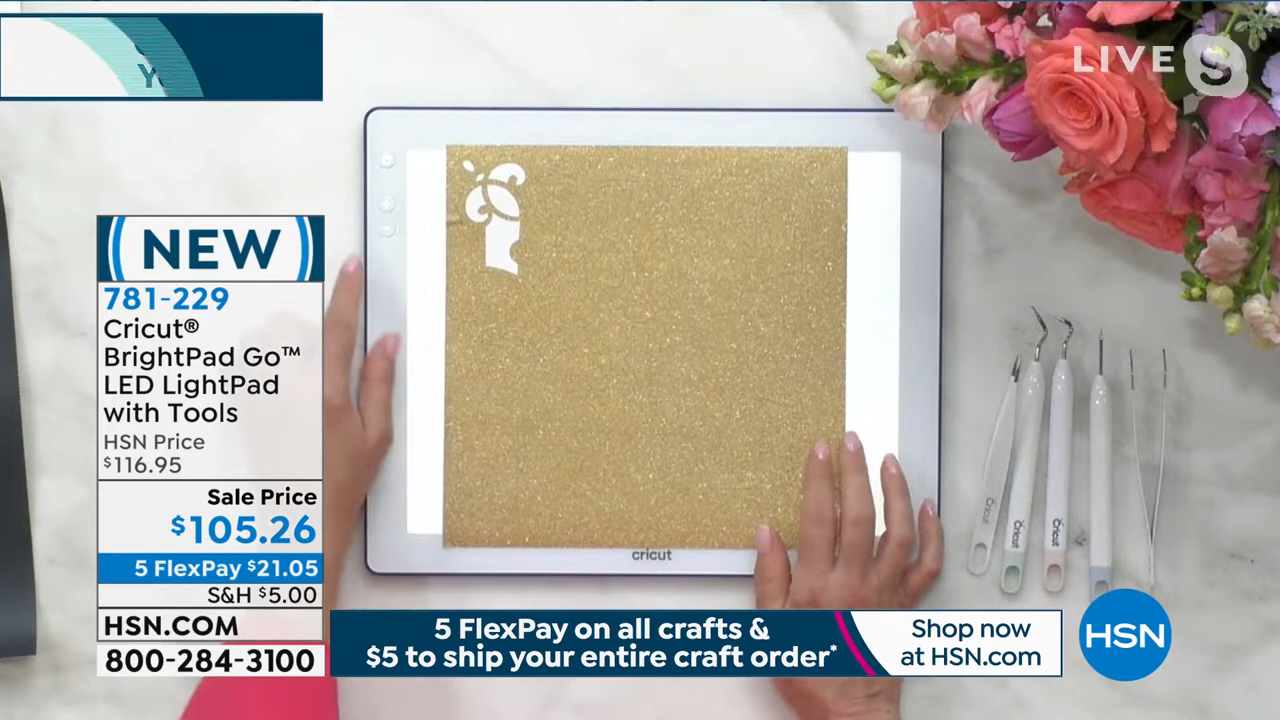 LIVE S
NEW
781-229
Cricut®
BrightPad Go™
LED LightPad
with Tools
HSN Price
$116.95
Sale Price
$105.26
5 FlexPay $21.05
S&H $5.00
HSN.COM
800-284-3100
cricut
Cricut
Cricut
Cricut
5 FlexPay on all crafts &
$5 to ship your entire craft order*
Shop now
at HSN.com
HSN